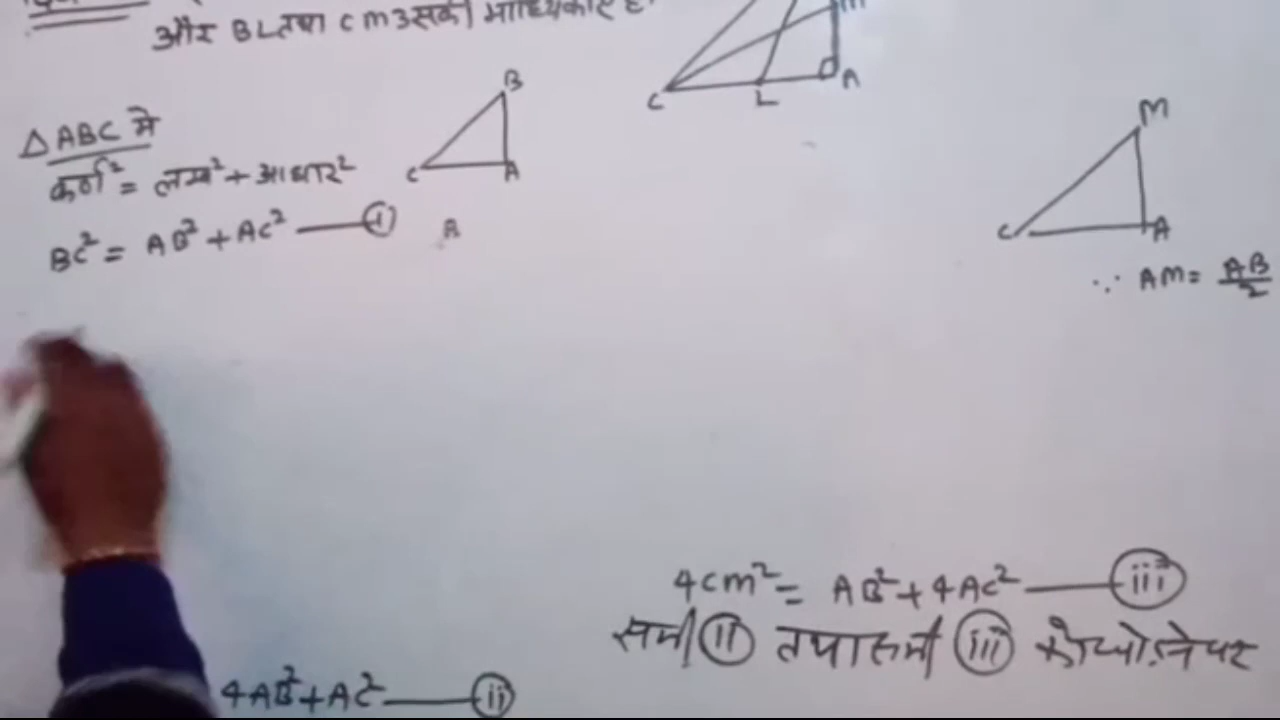 और BL तथा CM उसकी माध्यिकाएं है।
C L A M
△ABC मे
B
C A
कर्ण² = लम्ब² + आधार²
BC² = AB² + AC² —— (i)
A
M
C A
∵ AM = AB/2
4CM² = AB² + 4AC² —— (iii)
समी (ii) तथा समी (iii) को जोड़ने पर
4AB² + AC² —— (ii)